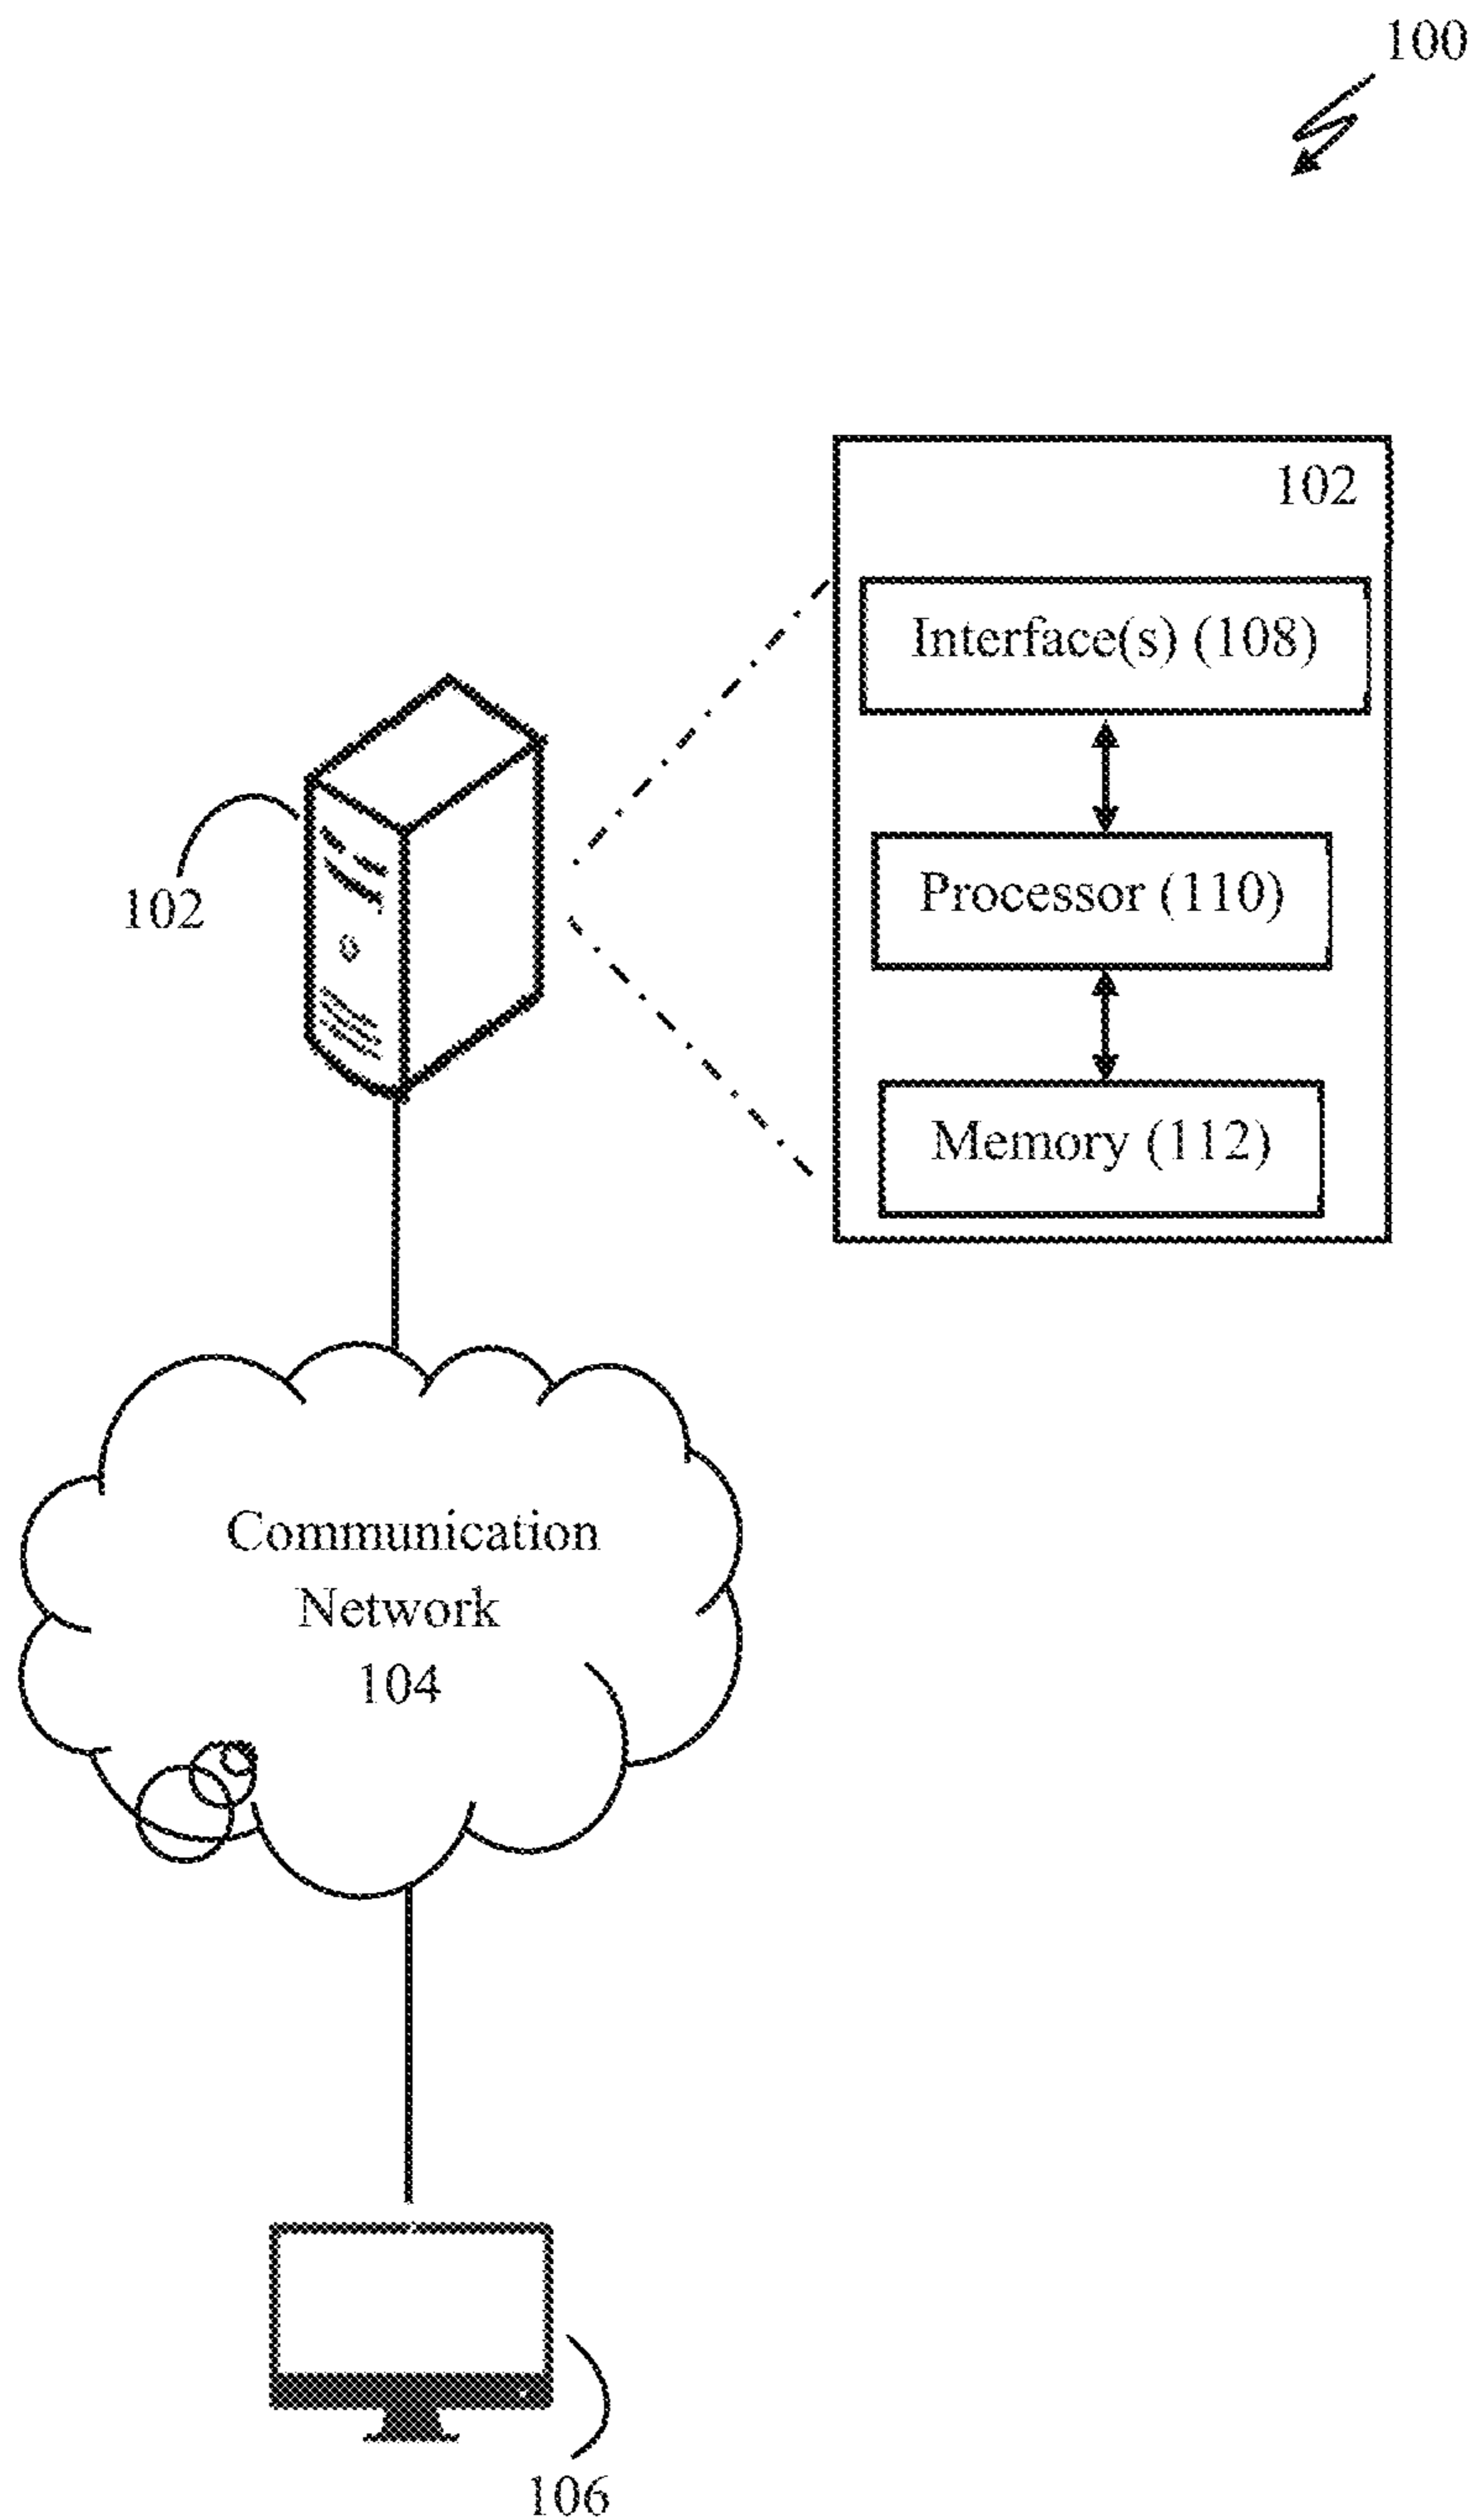 100
102
Interface(s) (108)
Processor (110)
Memory (112)
102
Communication
Network
104
106